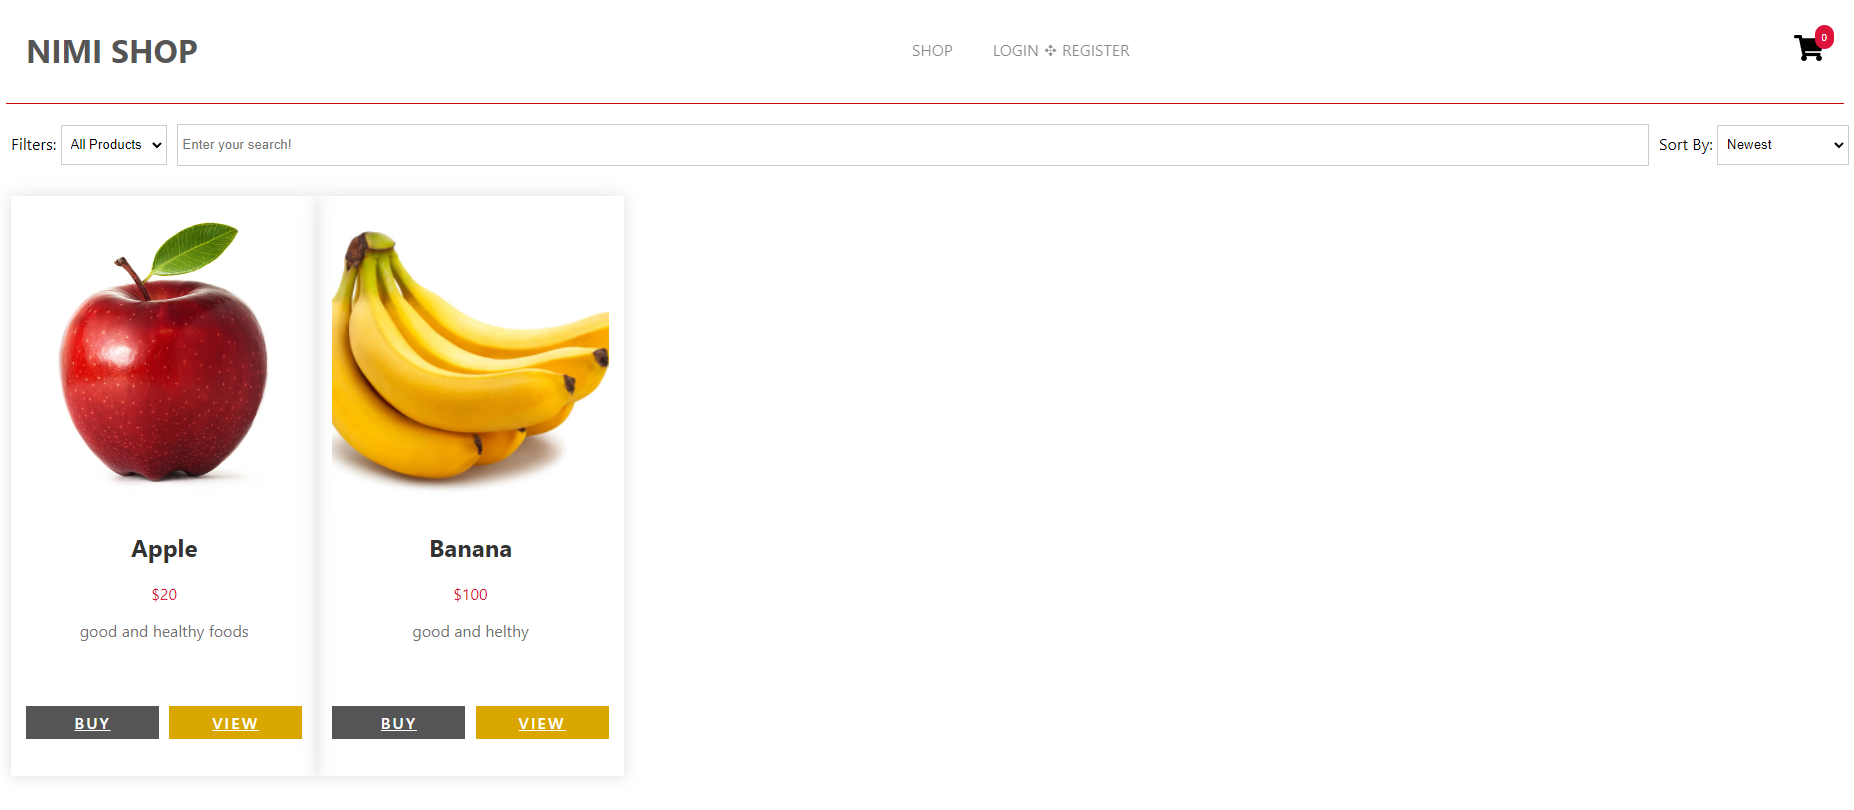 NIMI SHOP
SHOP
LOGIN ✣ REGISTER
0
Filters: All Products Enter your search! Sort By: Newest
Apple
$20
good and healthy foods
BUY VIEW
Banana
$100
good and helthy
BUY VIEW